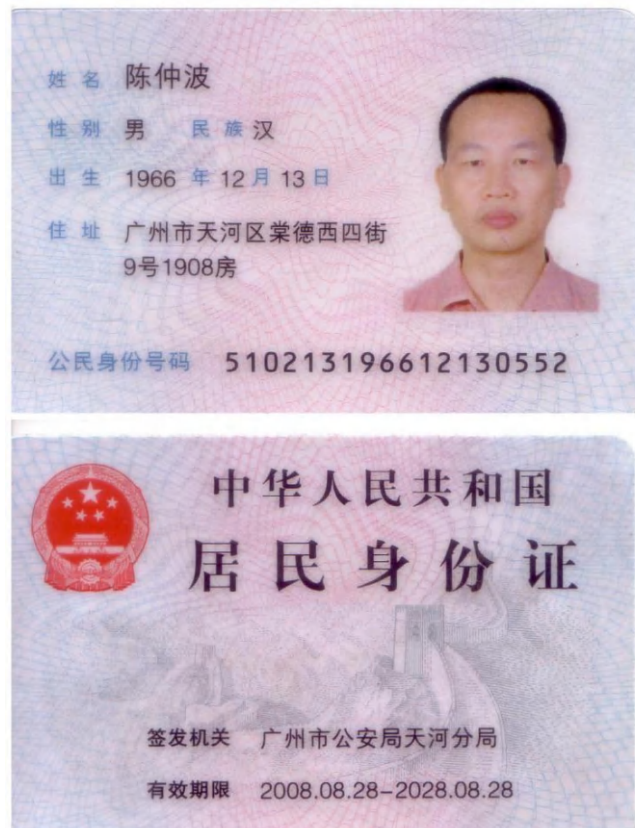 姓名 陈仲波
性别 男 民族 汉
出生 1966 年 12 月 13 日
住址 广州市天河区棠德西四街
9号1908房
公民身份号码 510213196612130552
中华人民共和国
居民身份证
签发机关 广州市公安局天河分局
有效期限 2008.08.28-2028.08.28